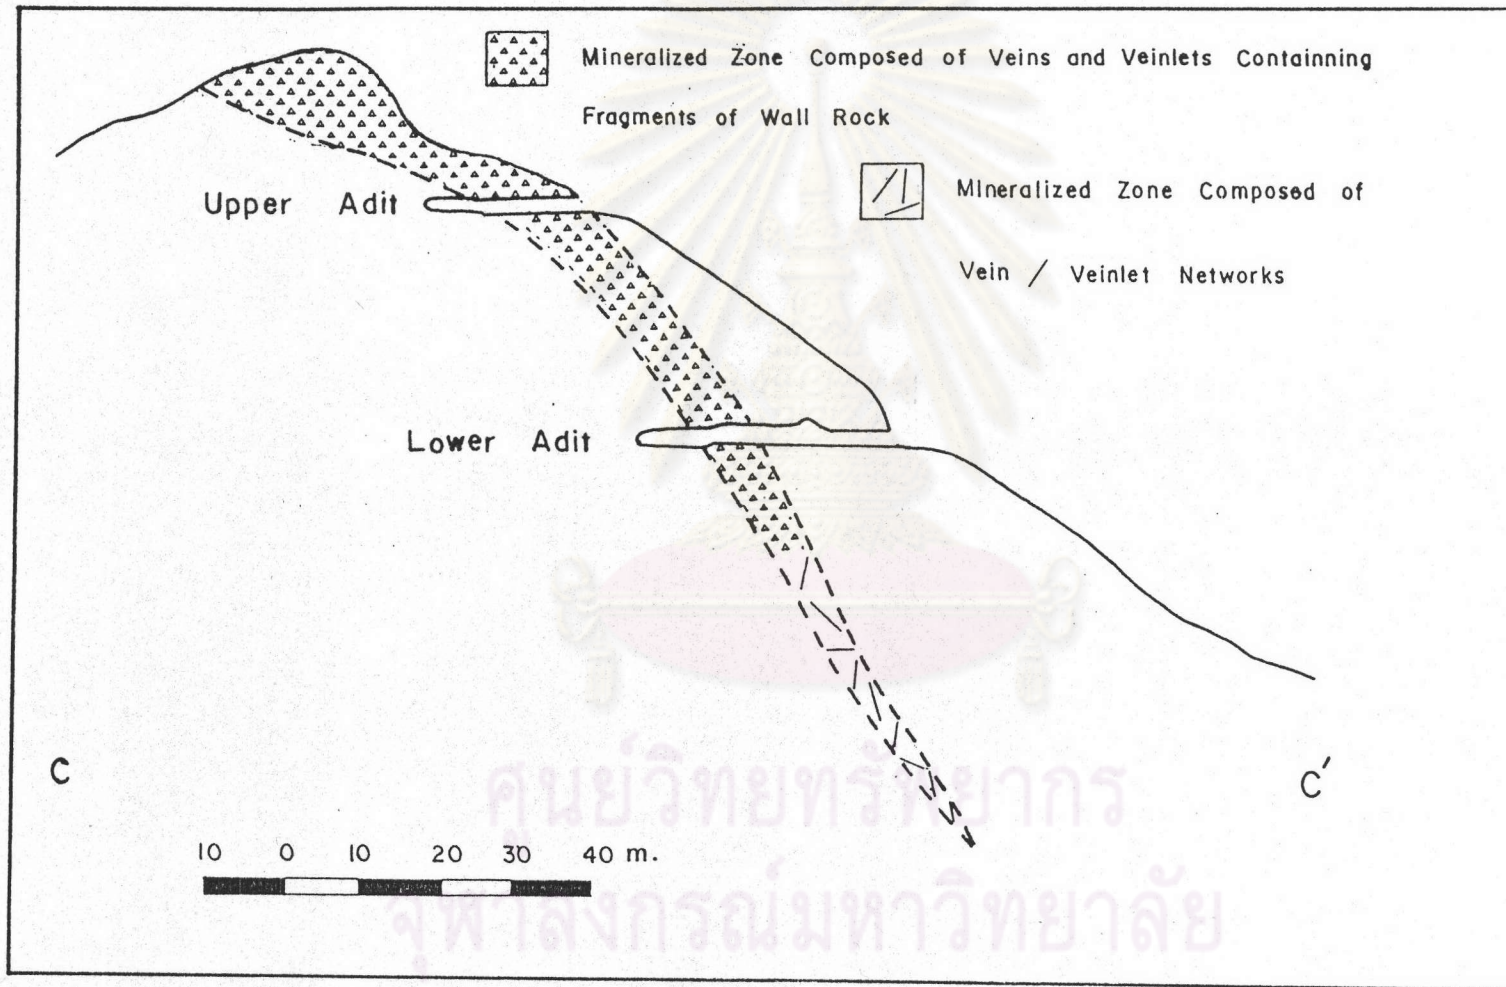 Mineralized Zone Composed of Veins and Veinlets Containning
Fragments of Wall Rock
Mineralized Zone Composed of
Vein / Veinlet Networks
Upper Adit
Lower Adit
C
C′
10 0 10 20 30 40 m.
ศูนย์วิทยทรัพยากร
จุฬาลงกรณ์มหาวิทยาลัย